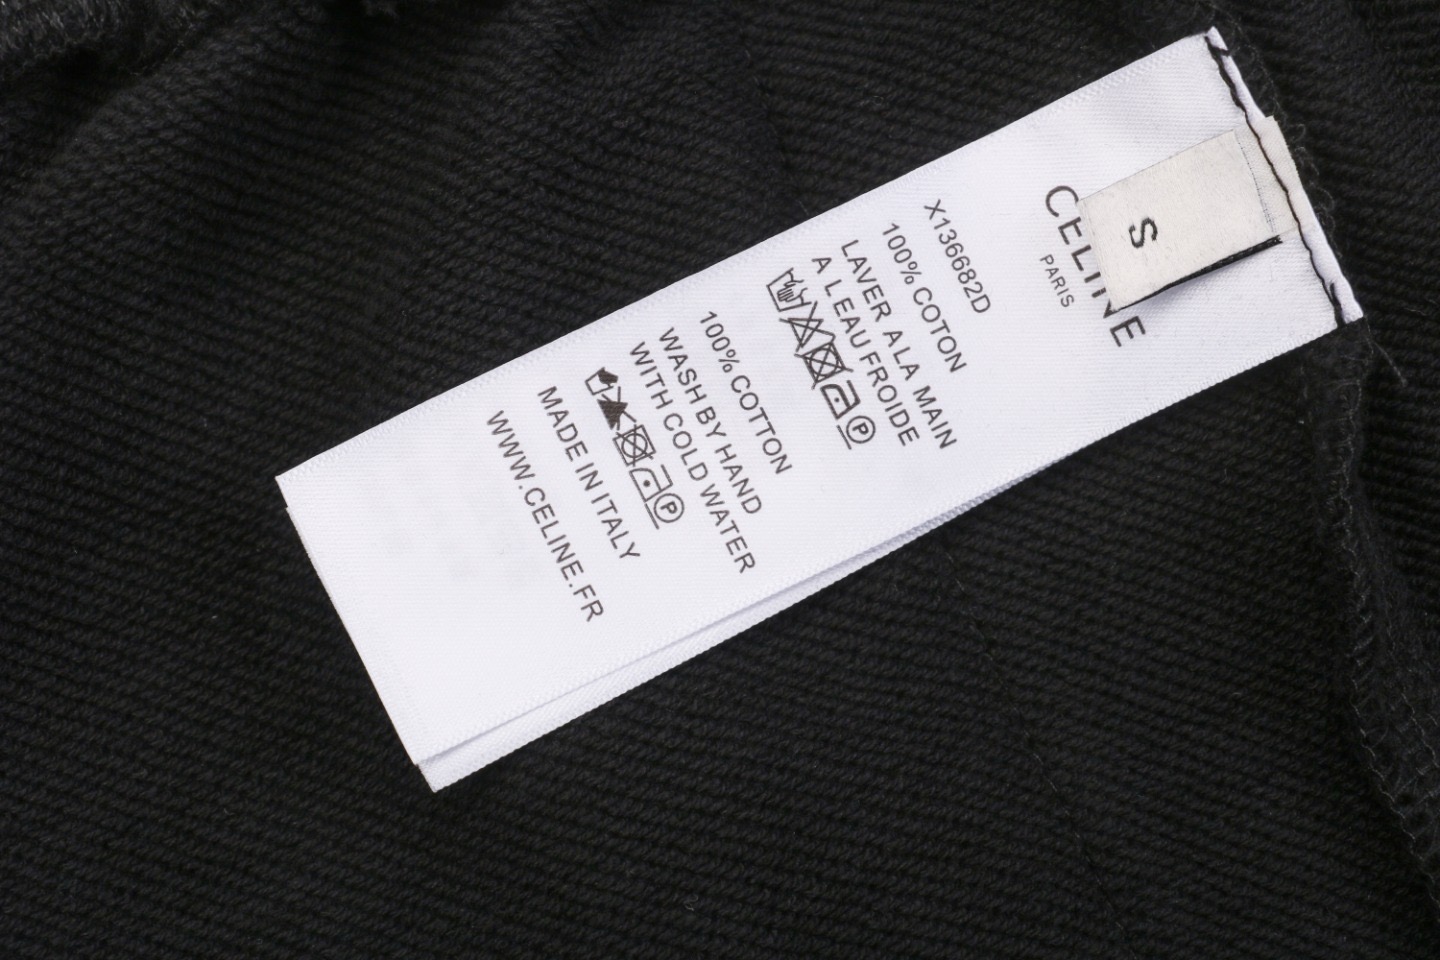 S
CELINE
PARIS
X136682D
100% COTON
LAVER A LA MAIN
A L EAU FROIDE
P
100% COTTON
WASH BY HAND
WITH COLD WATER
P
MADE IN ITALY
WWW.CELINE.FR